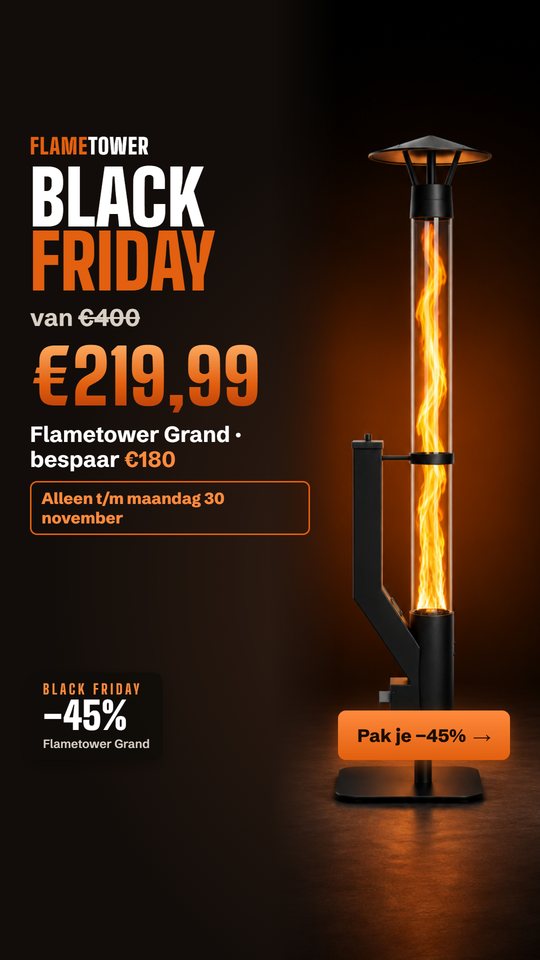 FLAMETOWER
BLACK
FRIDAY
van €400
€219,99
Flametower Grand •
bespaar €180
Alleen t/m maandag 30
november
BLACK FRIDAY
–45%
Flametower Grand
Pak je –45% →